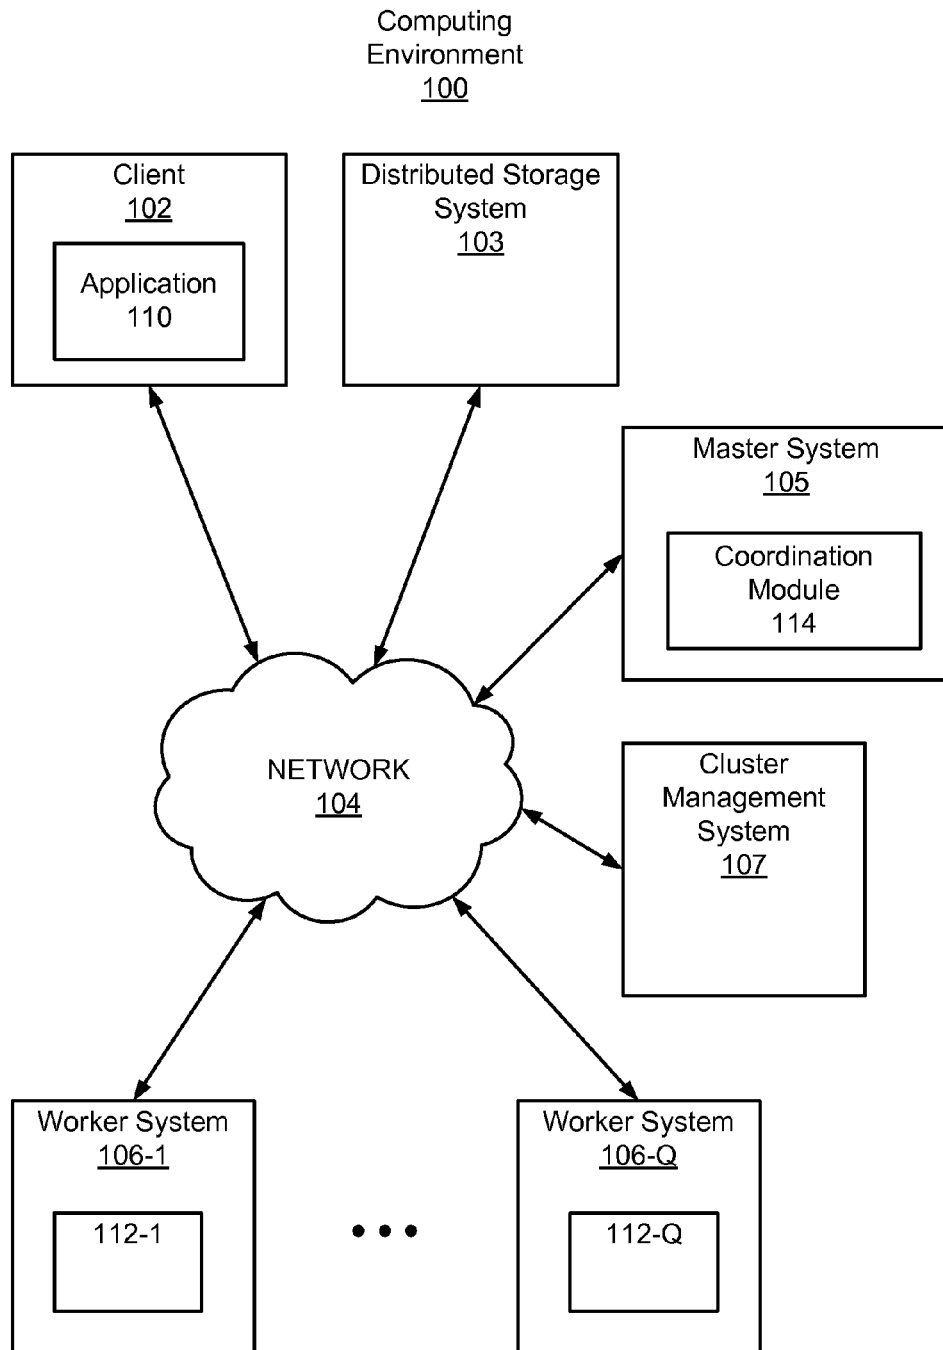 Computing
Environment
100
Client
102
Application
110
Distributed Storage
System
103
Master System
105
Coordination
Module
114
NETWORK
104
Cluster
Management
System
107
Worker System
106-1
112-1
Worker System
106-Q
112-Q